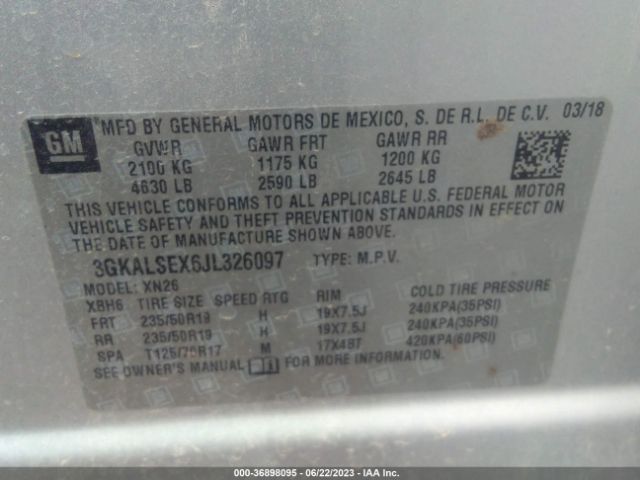 GM
MFD BY GENERAL MOTORS DE MEXICO, S. DE R.L. DE C.V. 03/18
GVWR GAWR FRT GAWR RR
2100 KG 1175 KG 1200 KG
4630 LB 2590 LB 2645 LB
THIS VEHICLE CONFORMS TO ALL APPLICABLE U.S. FEDERAL MOTOR
VEHICLE SAFETY AND THEFT PREVENTION STANDARDS IN EFFECT ON
THE DATE OF MANUFACTURE SHOWN ABOVE.
3GKALSEX6JL326097 TYPE: M.P.V.
MODEL: XN26
XBH6 TIRE SIZE SPEED RTG RIM COLD TIRE PRESSURE
FRT 235/50R19 H 19X7.5J 240KPA(35PSI)
RR 235/50R19 H 19X7.5J 240KPA(35PSI)
SPA T125/70R17 M 17X4BT 420KPA(60PSI)
SEE OWNER'S MANUAL FOR MORE INFORMATION.
000-36898095 - 06/22/2023 - IAA Inc.